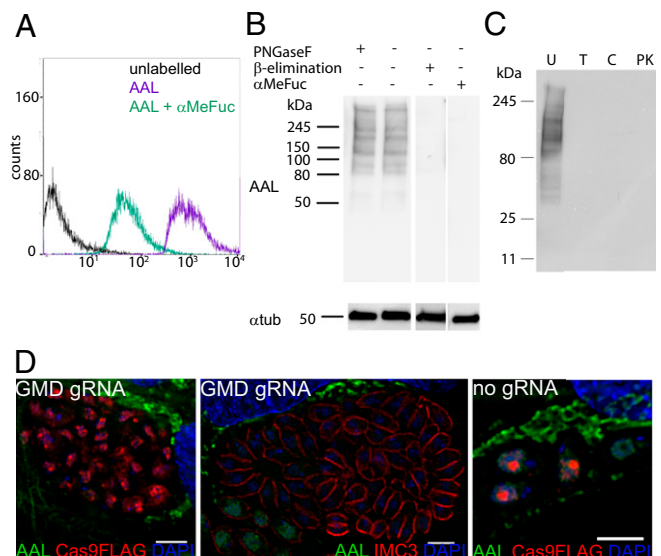 A
unlabelled
AAL
AAL + αMeFuc
counts
160
80
0
10¹ 10² 10³ 10⁴
B
PNGaseF + - - -
β-elimination - - + -
αMeFuc - - - +
kDa
245
150
100
80
50
AAL
αtub 50
C
U T C PK
kDa
245
80
25
11
D
GMD gRNA
AAL Cas9FLAG DAPI
GMD gRNA
AAL IMC3 DAPI
no gRNA
AAL Cas9FLAG DAPI